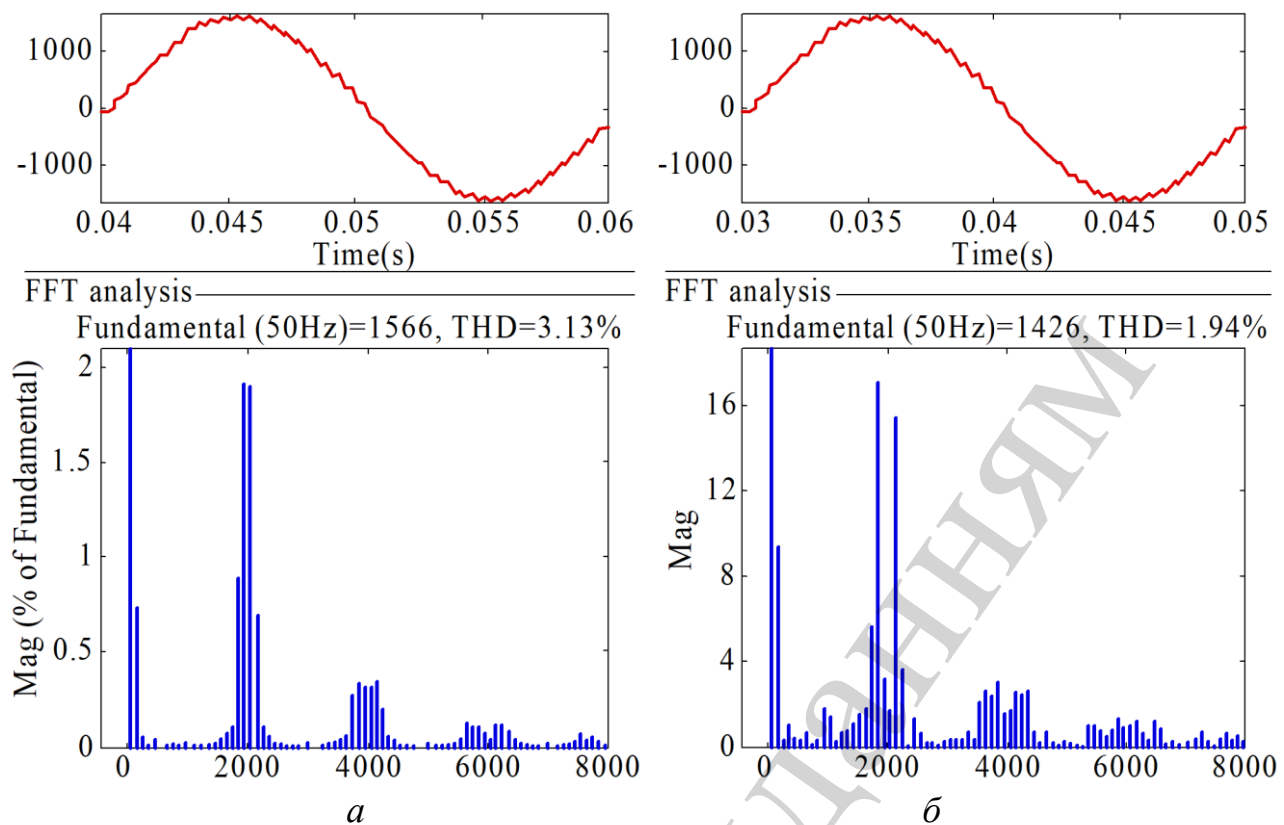 1000
0
-1000
0.04 0.045 0.05 0.055 0.06
Time(s)
FFT analysis
Fundamental (50Hz)=1566, THD=3.13%
Mag (% of Fundamental)
2
1.5
1
0.5
0
0 2000 4000 6000 8000
а
1000
0
-1000
0.03 0.035 0.04 0.045 0.05
Time(s)
FFT analysis
Fundamental (50Hz)=1426, THD=1.94%
Mag
16
12
8
4
0
0 2000 4000 6000 8000
б